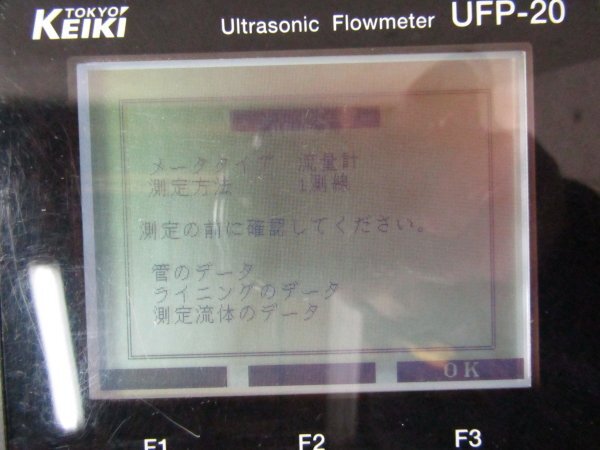 TOKYO
KEIKI
Ultrasonic Flowmeter UFP-20
メータタイプ 流量計
測定方法 1測線
測定の前に確認してください。
管のデータ
ライニングのデータ
測定流体のデータ
OK
F1 F2 F3